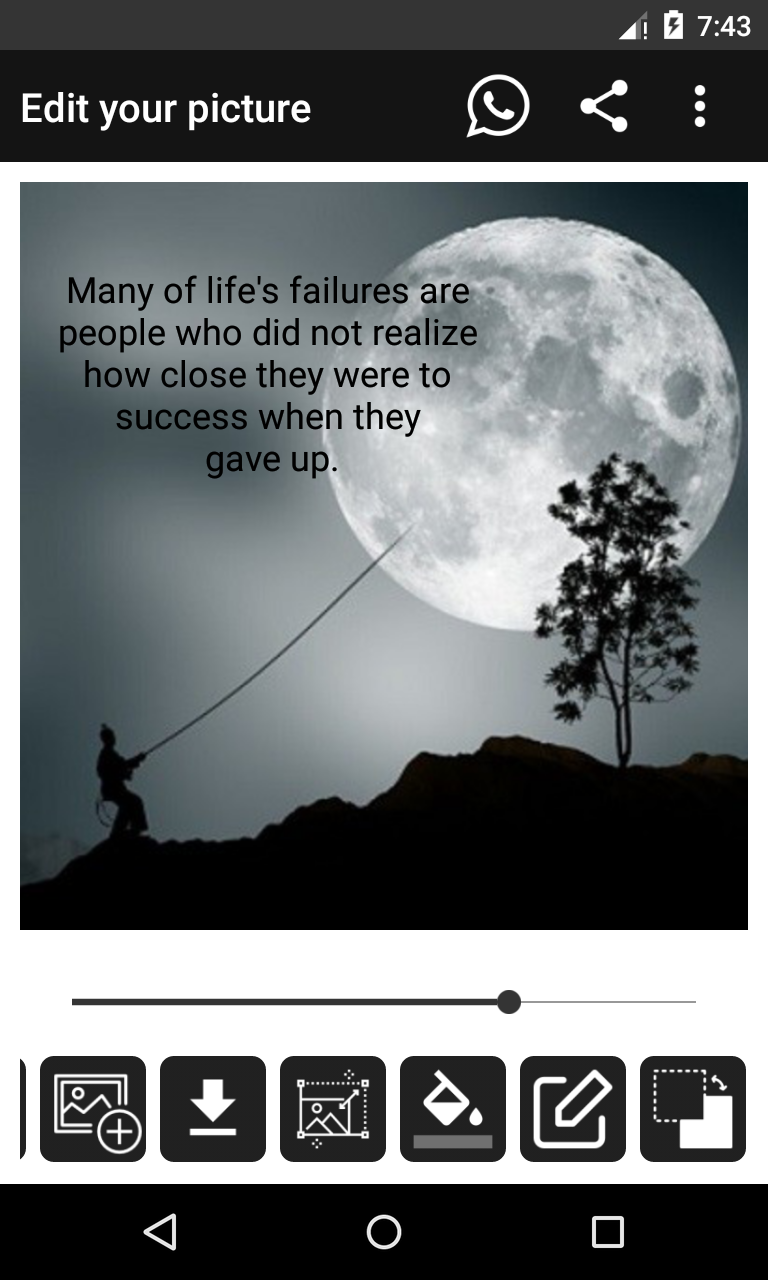 7:43
Edit your picture
Many of life's failures are
people who did not realize
how close they were to
success when they
gave up.